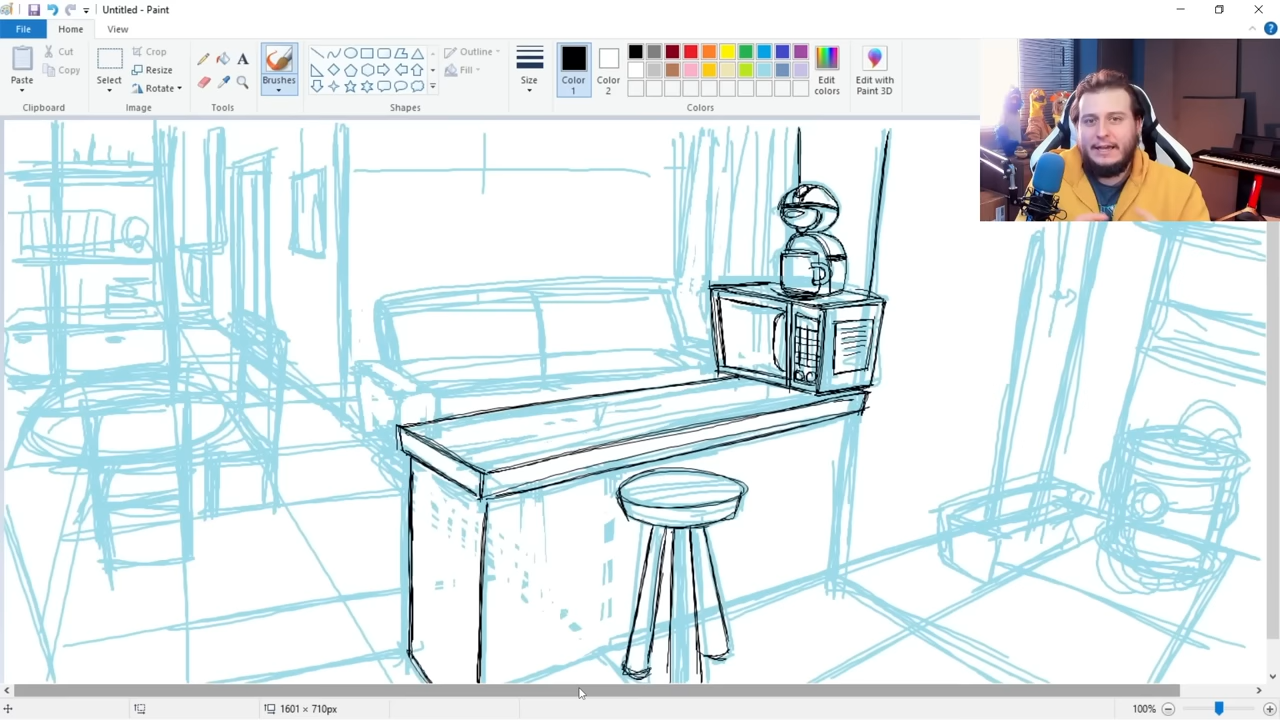 Untitled - Paint
File
Home
View
Paste
Cut
Copy
Clipboard
Select
Crop
Resize
Rotate
Image
A
Tools
Brushes
Outline
Fill
Shapes
Size
Color
1
Color
2
Edit
colors
Colors
Edit with
Paint 3D
?
1601 × 710px
100%